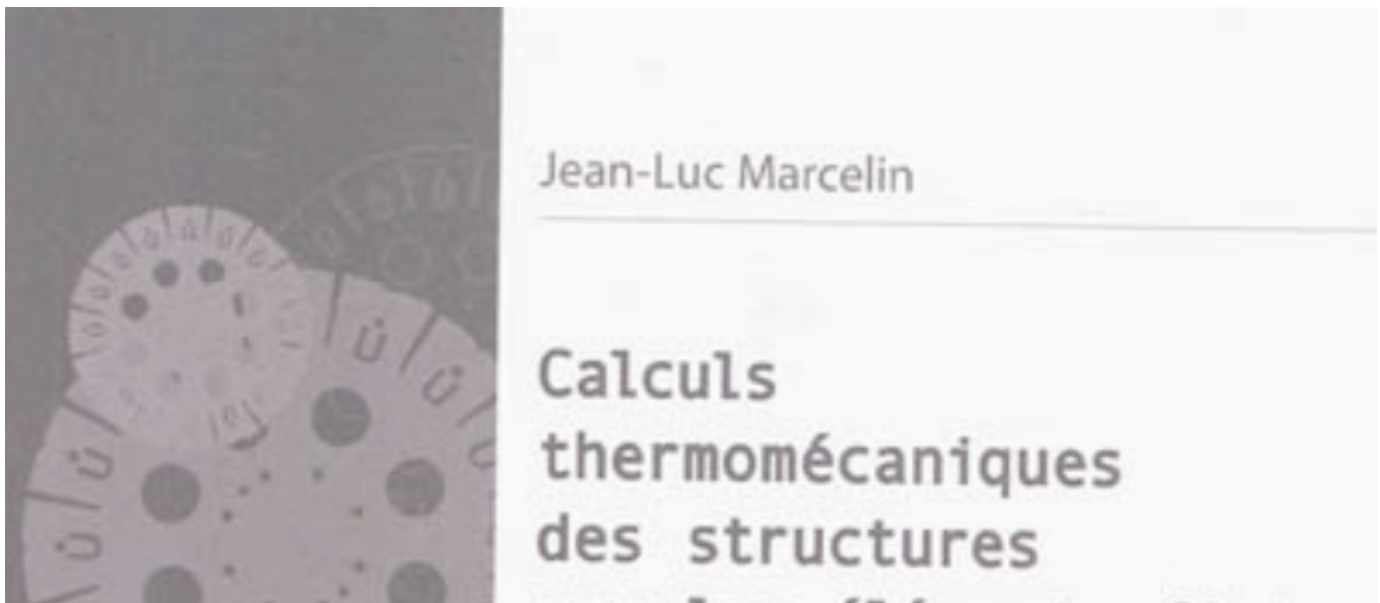 Jean-Luc Marcelin
Calculs
thermomécaniques
des structures